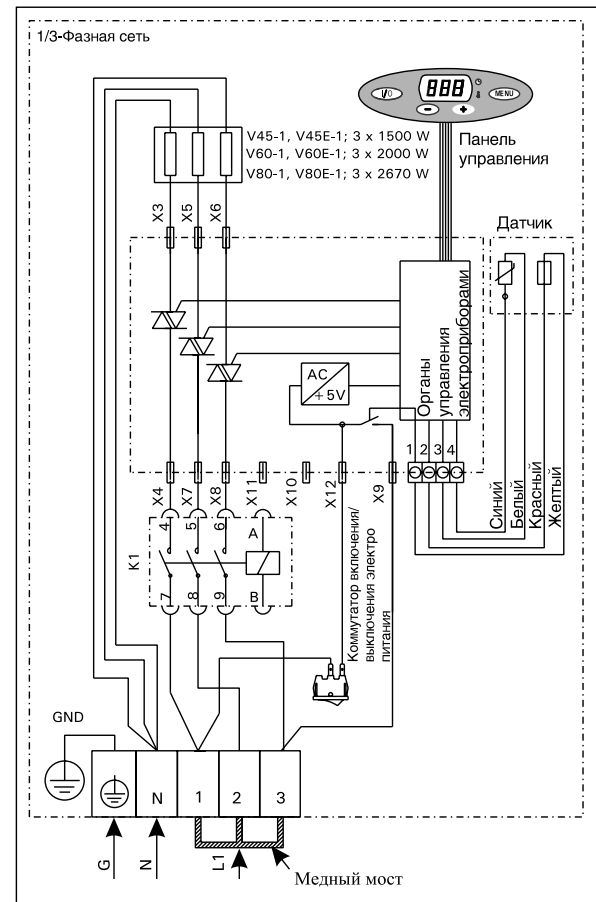 1/3-Фазная сеть
I/O
888
MENU
Панель
управления
V45-1, V45E-1; 3 x 1500 W
V60-1, V60E-1; 3 x 2000 W
V80-1, V80E-1; 3 x 2670 W
X3
X5
X6
Датчик
Органы
управления
электроприборами
AC
+5V
1
2
3
4
X4
X7
X8
X11
X10
X12
X9
Синий
Белый
Красный
Желтый
K1
4
5
6
A
7
8
9
B
Коммутатор включения/
выключения электро
питания
GND
N
1
2
3
G
N
L1
Медный мост